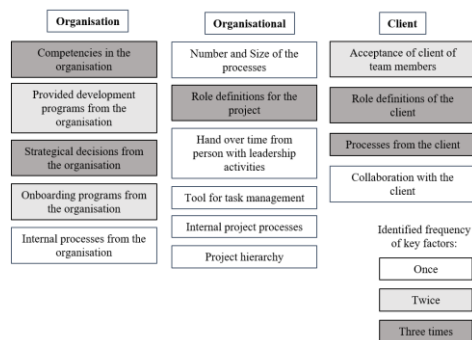 Organisation
Competencies in the
organisation
Provided development
programs from the
organisation
Strategical decisions from the
organisation
Onboarding programs from the
organisation
Internal processes from the
organisation
Organisational
Number and Size of the
processes
Role definitions for the
project
Hand over time from
person with leadership
activities
Tool for task management
Internal project processes
Project hierarchy
Client
Acceptance of client of
team members
Role definitions of the
client
Processes from the client
Collaboration with the
client
Identified frequency
of key factors:
Once
Twice
Three times